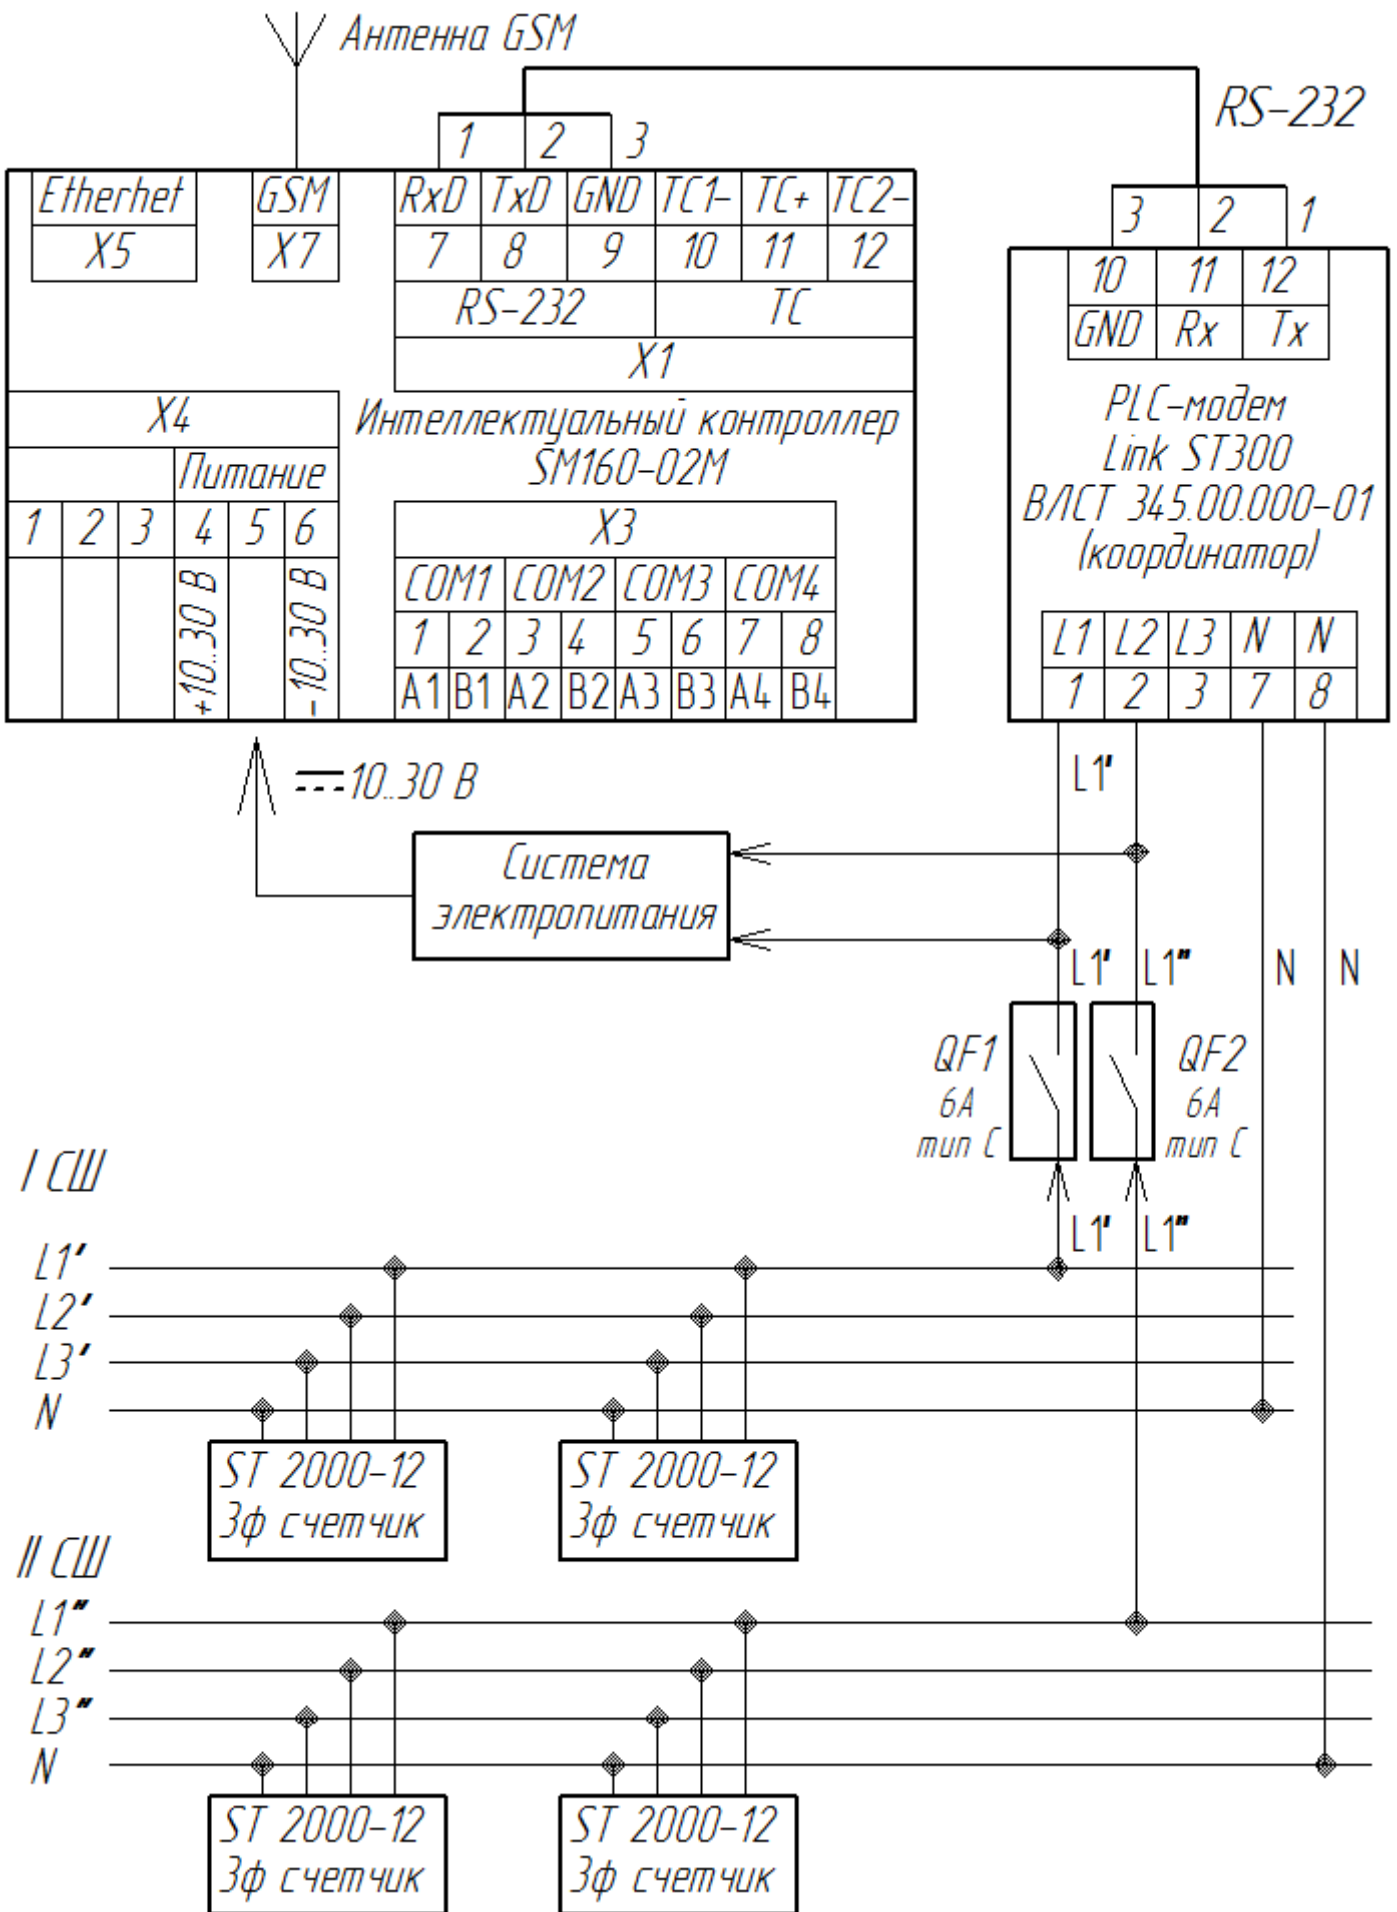 Антенна GSM
RS-232
1 2 3
Etherhet GSM RxD TxD GND TC1- TC+ TC2-
X5 X7 7 8 9 10 11 12
RS-232 TC
X1
3 2 1
10 11 12
GND Rx Tx
X4
Питание
1 2 3 4 5 6
+10..30 В
-10..30 В
Интеллектуальный контроллер
SM160-02M
X3
COM1 COM2 COM3 COM4
1 2 3 4 5 6 7 8
A1 B1 A2 B2 A3 B3 A4 B4
PLC-модем
Link ST300
ВЛСТ 345.00.000-01
(координатор)
L1 L2 L3 N N
1 2 3 7 8
10..30 В
L1'
Система
электропитания
L1' L1" N N
QF1
6А
тип С
QF2
6А
тип С
L1' L1"
I СШ
L1'
L2'
L3'
N
ST 2000-12
3ф счетчик
ST 2000-12
3ф счетчик
II СШ
L1"
L2"
L3"
N
ST 2000-12
3ф счетчик
ST 2000-12
3ф счетчик